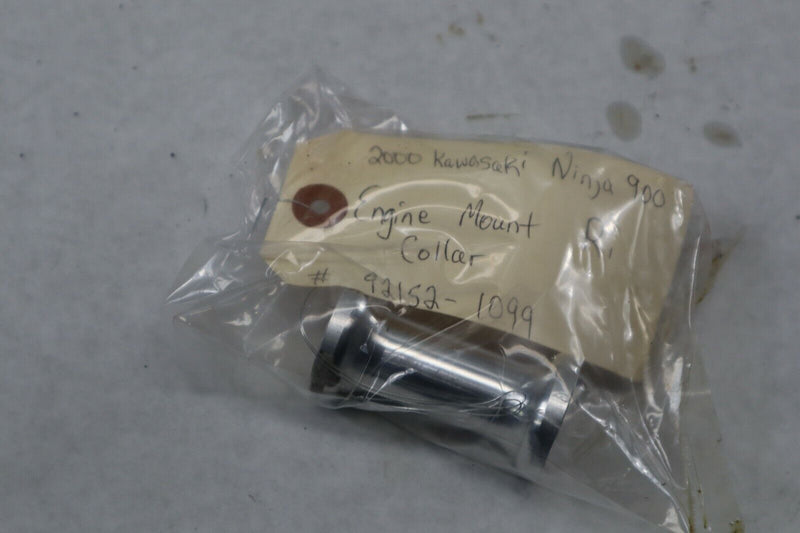 2000 Kawasaki Ninja 900
Engine Mount
Collar
# 92152-1099